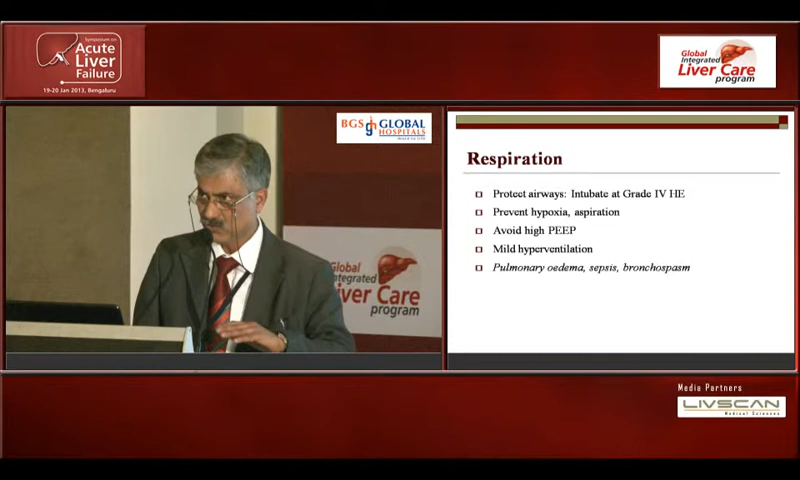 Symposium on
Acute
Liver
Failure
19-20 Jan 2013, Bengaluru
Global
Integrated
Liver Care
program
BGS GLOBAL
HOSPITALS
Global
Integrated
Liver Care
program
Respiration
Protect airways: Intubate at Grade IV HE
Prevent hypoxia, aspiration
Avoid high PEEP
Mild hyperventilation
Pulmonary oedema, sepsis, bronchospasm
Media Partners
LIVSCAN
Medical Sciences